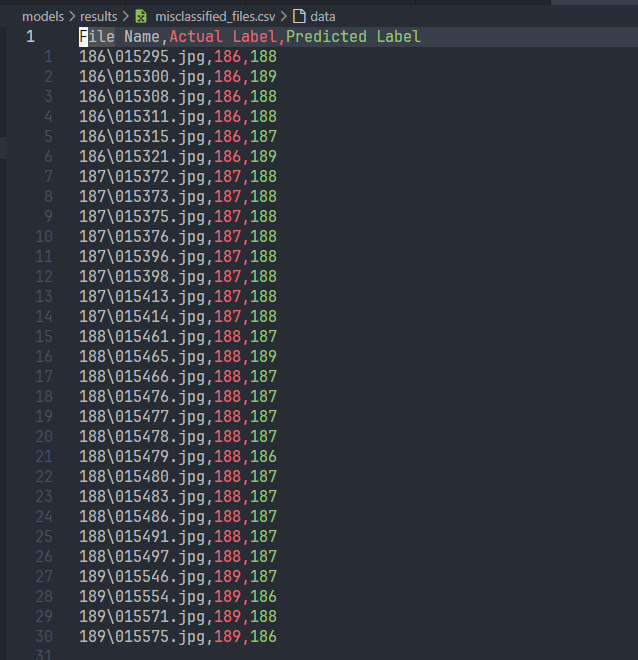 models > results > misclassified_files.csv > data
1 File Name,Actual Label,Predicted Label
1 186\015295.jpg,186,188
2 186\015300.jpg,186,189
3 186\015308.jpg,186,188
4 186\015311.jpg,186,188
5 186\015315.jpg,186,187
6 186\015321.jpg,186,189
7 187\015372.jpg,187,188
8 187\015373.jpg,187,188
9 187\015375.jpg,187,188
10 187\015376.jpg,187,188
11 187\015396.jpg,187,188
12 187\015398.jpg,187,188
13 187\015413.jpg,187,188
14 187\015414.jpg,187,188
15 188\015461.jpg,188,187
16 188\015465.jpg,188,189
17 188\015466.jpg,188,187
18 188\015476.jpg,188,187
19 188\015477.jpg,188,187
20 188\015478.jpg,188,187
21 188\015479.jpg,188,186
22 188\015480.jpg,188,187
23 188\015483.jpg,188,187
24 188\015486.jpg,188,187
25 188\015491.jpg,188,187
26 188\015497.jpg,188,187
27 189\015546.jpg,189,187
28 189\015554.jpg,189,186
29 189\015571.jpg,189,188
30 189\015575.jpg,189,186
31